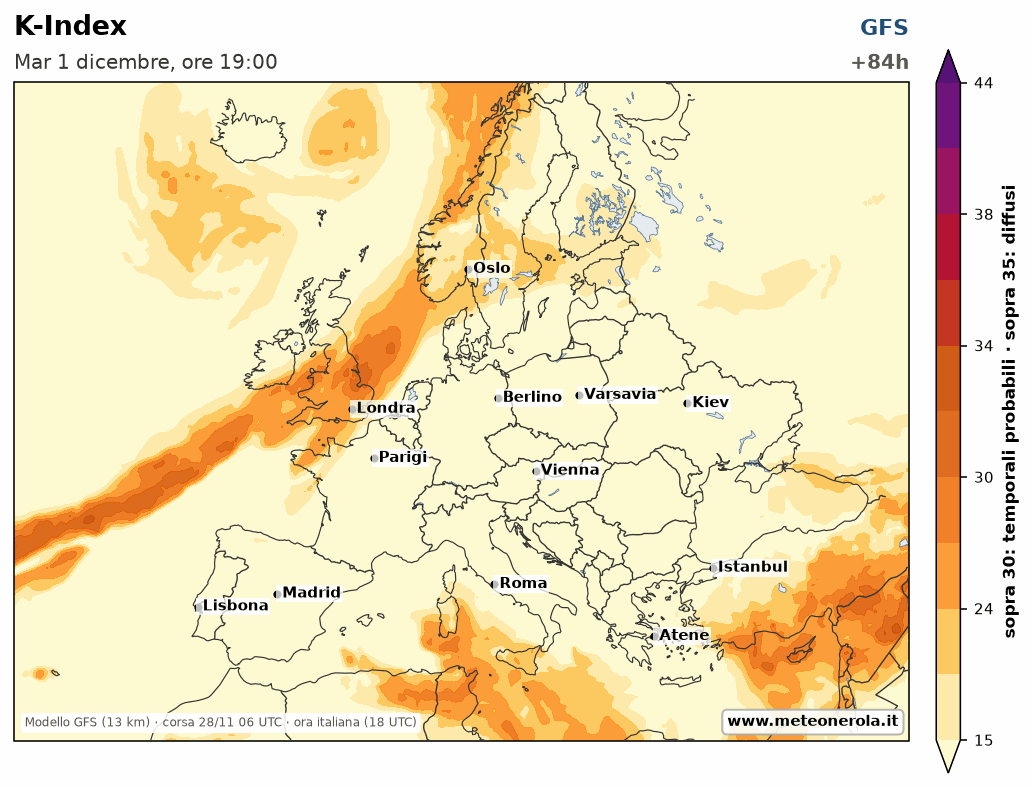 K-Index
GFS
Mar 1 dicembre, ore 19:00
+84h
Oslo
Londra
Berlino
Varsavia
Kiev
Parigi
Vienna
Istanbul
Roma
Madrid
Lisbona
Atene
Modello GFS (13 km) · corsa 28/11 06 UTC · ora italiana (18 UTC)
www.meteonerola.it
44
38
34
30
24
15
sopra 30: temporali probabili · sopra 35: diffusi